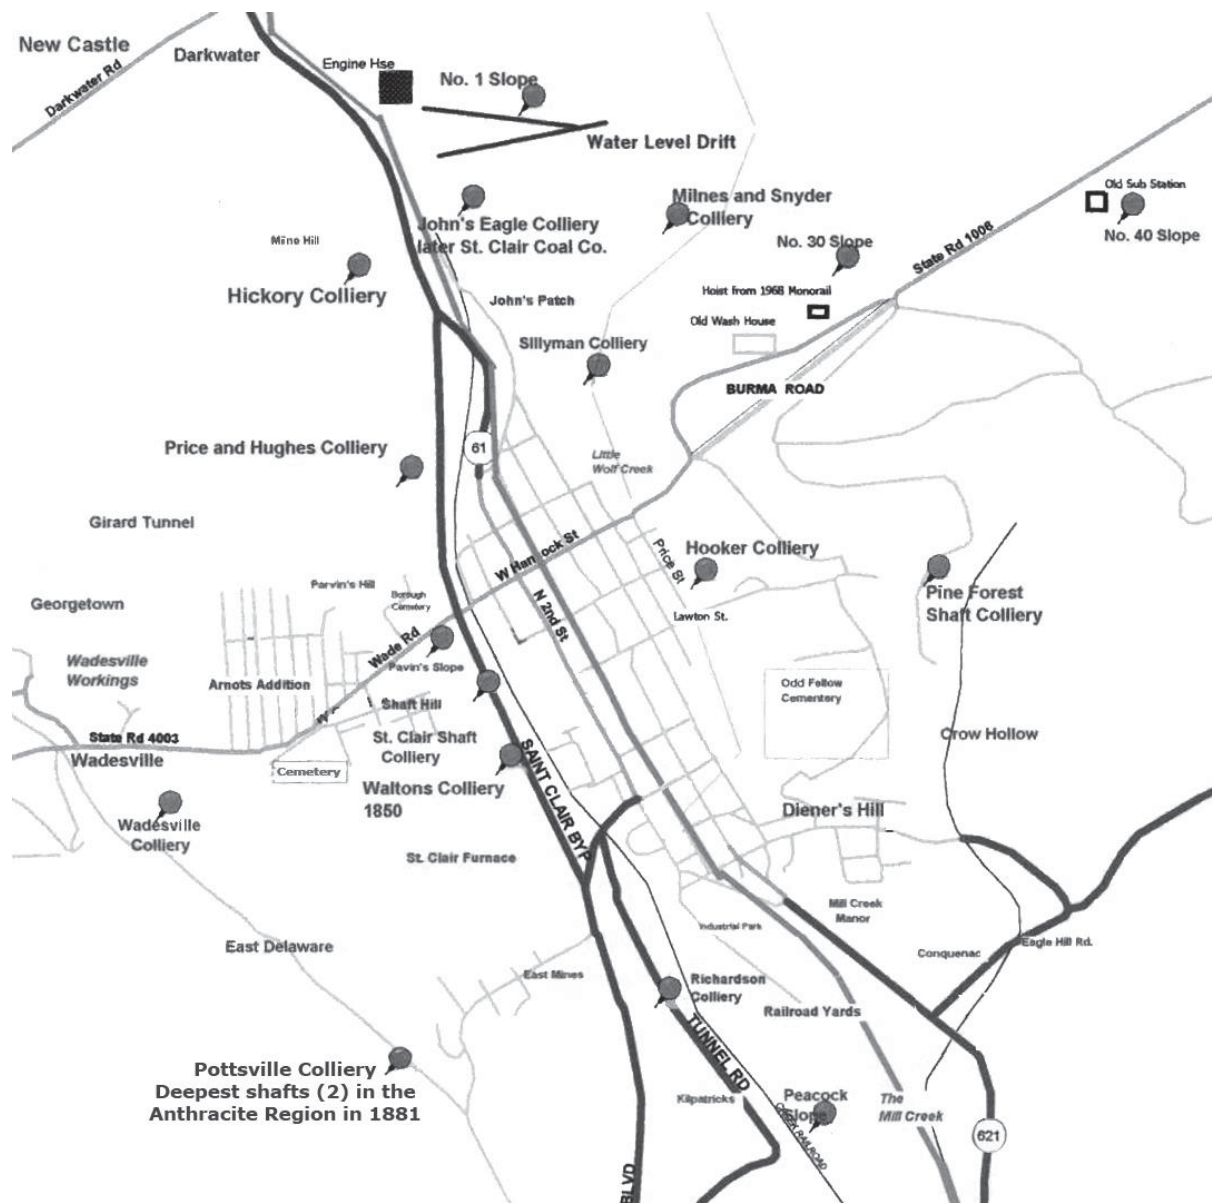 New Castle
Darkwater
Darkwater Rd
Engine Hse
No. 1 Slope
Water Level Drift
Old Sub Station
No. 40 Slope
Milnes and Snyder
Colliery
John's Eagle Colliery
later St. Clair Coal Co.
No. 30 Slope
State Rd 1006
Mine Hill
Hickory Colliery
Hoist from 1968 Monorail
John's Patch
Old Wash House
Sillyman Colliery
BURMA ROAD
Price and Hughes Colliery
61
Little
Wolf Creek
Girard Tunnel
W Hancock St
Price St
Hooker Colliery
Parvin's Hill
Borough
Cemetery
Georgetown
N 2nd St
Lawton St.
Pine Forest
Shaft Colliery
Wade Rd
Pavin's Slope
Wadesville
Workings
Arnots Addition
Shaft Hill
W
Odd Fellow
Cementery
State Rd 4003
Wadesville
St. Clair Shaft
Colliery
Crow Hollow
Cemetery
SAINT CLAIR BYP
Waltons Colliery
1850
Wadesville
Colliery
Diener's Hill
St. Clair Furnace
Mill Creek
Manor
Industrial Park
East Delaware
East Mines
Conquenac
Eagle Hill Rd.
Richardson
Colliery
Railroad Yards
TUNNEL RD
Pottsville Colliery
Deepest shafts (2) in the
Anthracite Region in 1881
Kilpatricks
Peacock
Slope
CREEK RAILROAD
The
Mill Creek
621
BLVD